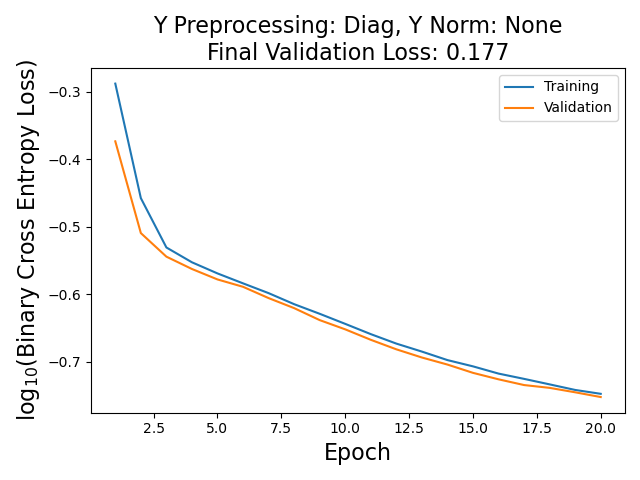 Y Preprocessing: Diag, Y Norm: None
Final Validation Loss: 0.177
Training
Validation
log₁₀(Binary Cross Entropy Loss)
−0.3
−0.4
−0.5
−0.6
−0.7
2.5 5.0 7.5 10.0 12.5 15.0 17.5 20.0
Epoch